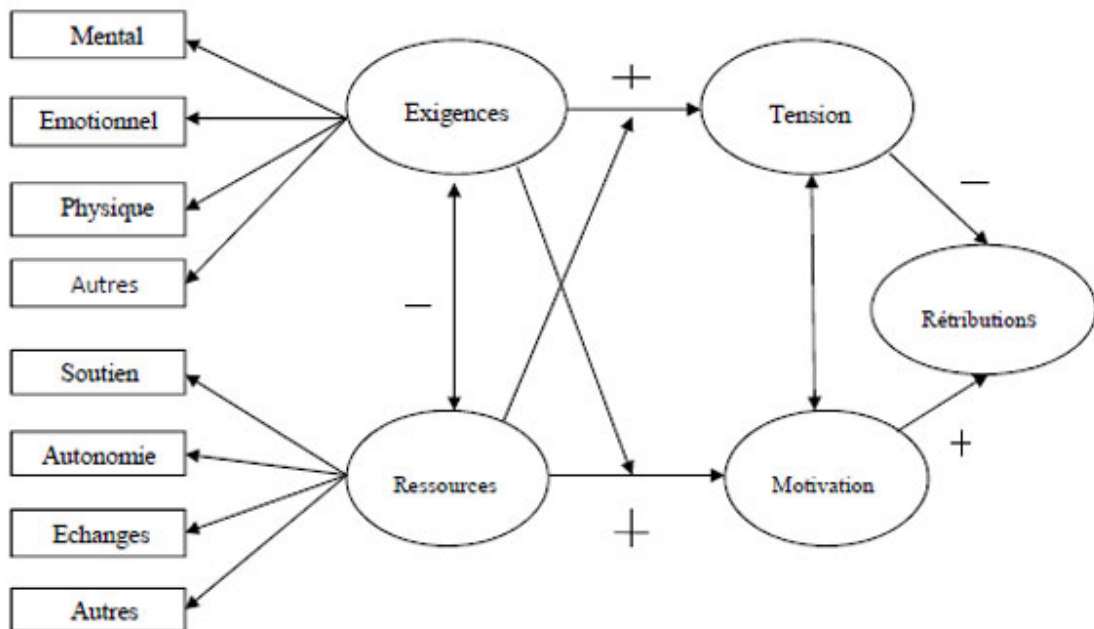 Mental
Emotionnel
Physique
Autres
Soutien
Autonomie
Echanges
Autres
Exigences
+
Tension
−
−
Rétributions
Ressources
+
Motivation
+